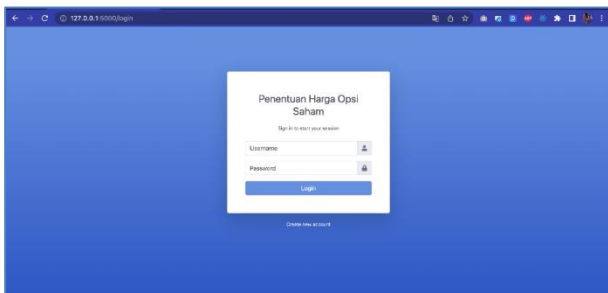 127.0.0.1:5000/login
Penentuan Harga Opsi
Saham
Sign in to start your session
Username
Password
Login
Create new account